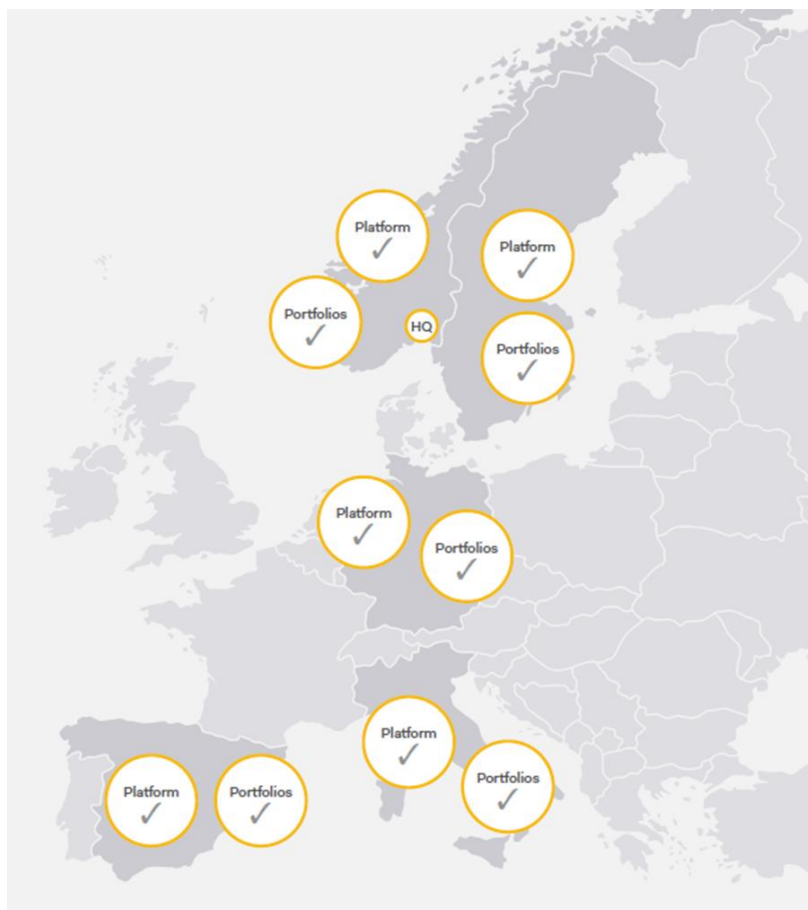 Platform
✓
Platform
✓
Portfolios
✓
HQ
Portfolios
✓
Platform
✓
Portfolios
✓
Platform
✓
Portfolios
✓
Platform
✓
Portfolios
✓